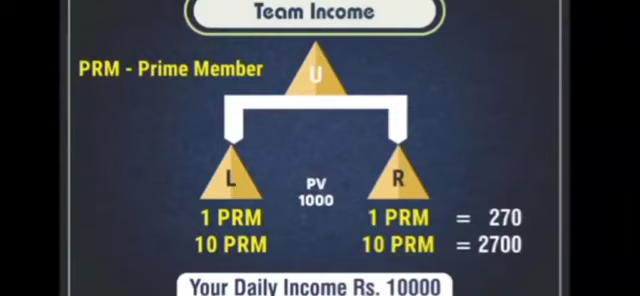 Team Income
PRM - Prime Member
U
L
R
PV
1000
1 PRM 1 PRM = 270
10 PRM 10 PRM = 2700
Your Daily Income Rs. 10000